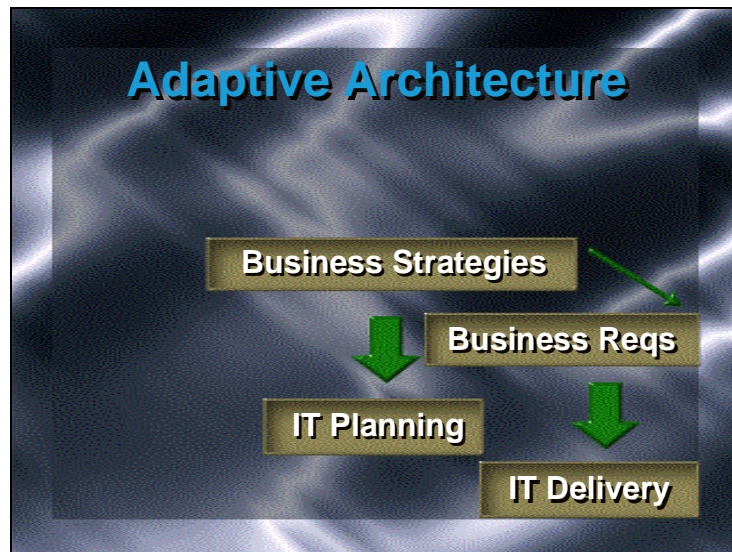 Adaptive Architecture
Business Strategies
Business Reqs
IT Planning
IT Delivery